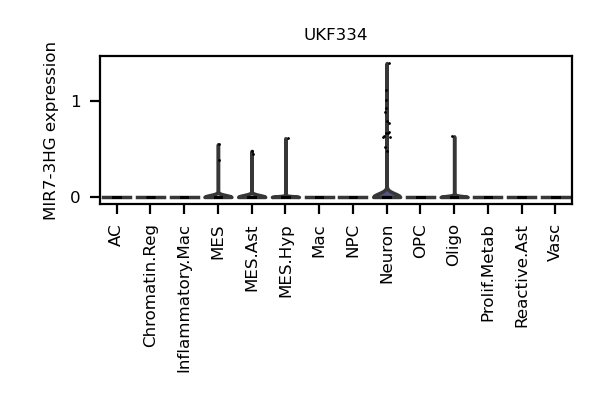 UKF334
MIR7-3HG expression
1
0
AC
Chromatin.Reg
Inflammatory.Mac
MES
MES.Ast
MES.Hyp
Mac
NPC
Neuron
OPC
Oligo
Prolif.Metab
Reactive.Ast
Vasc